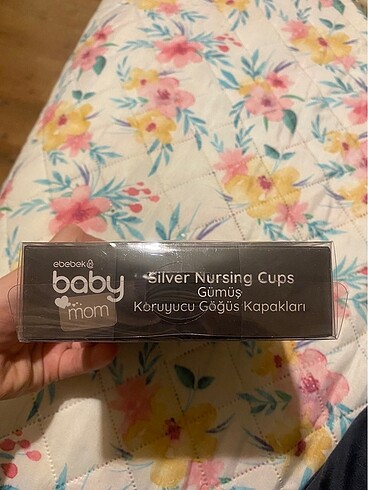 ebebek
baby
mom
Silver Nursing Cups
Gümüş
Koruyucu Göğüs Kapakları